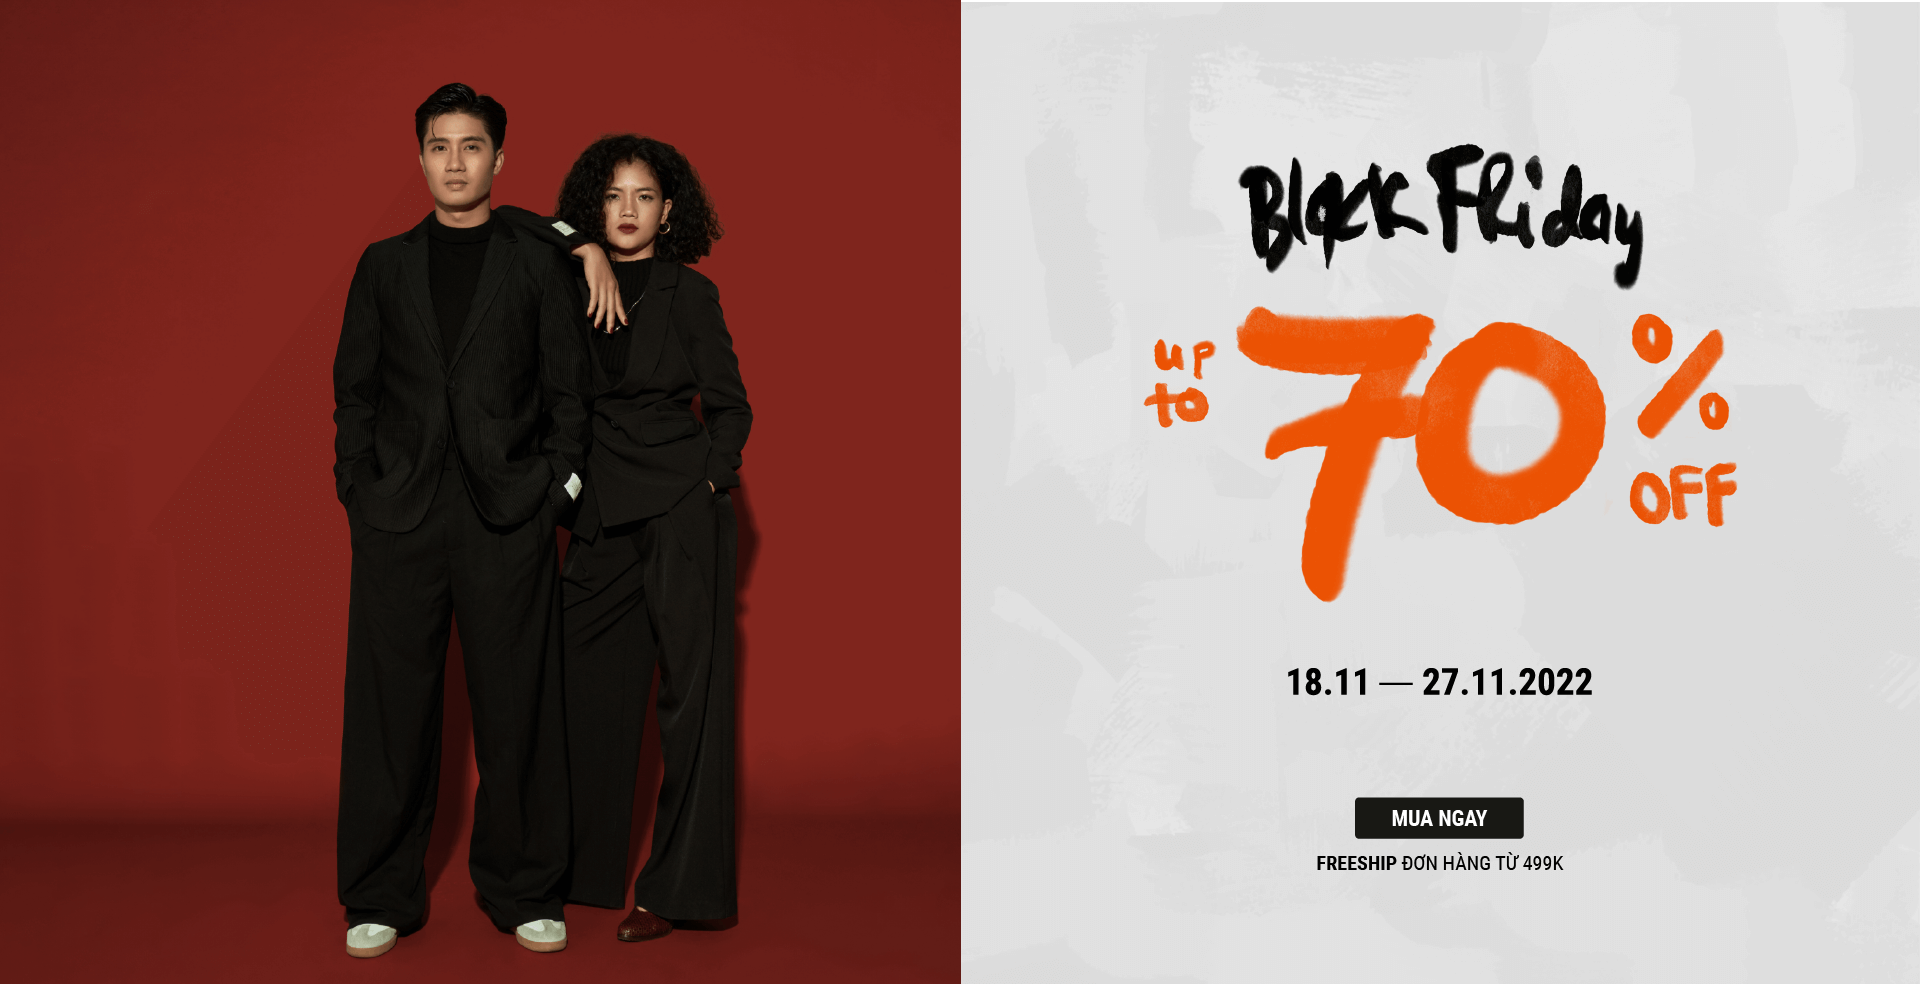 Black Friday
up to 70% OFF
18.11 — 27.11.2022
MUA NGAY
FREESHIP ĐƠN HÀNG TỪ 499K